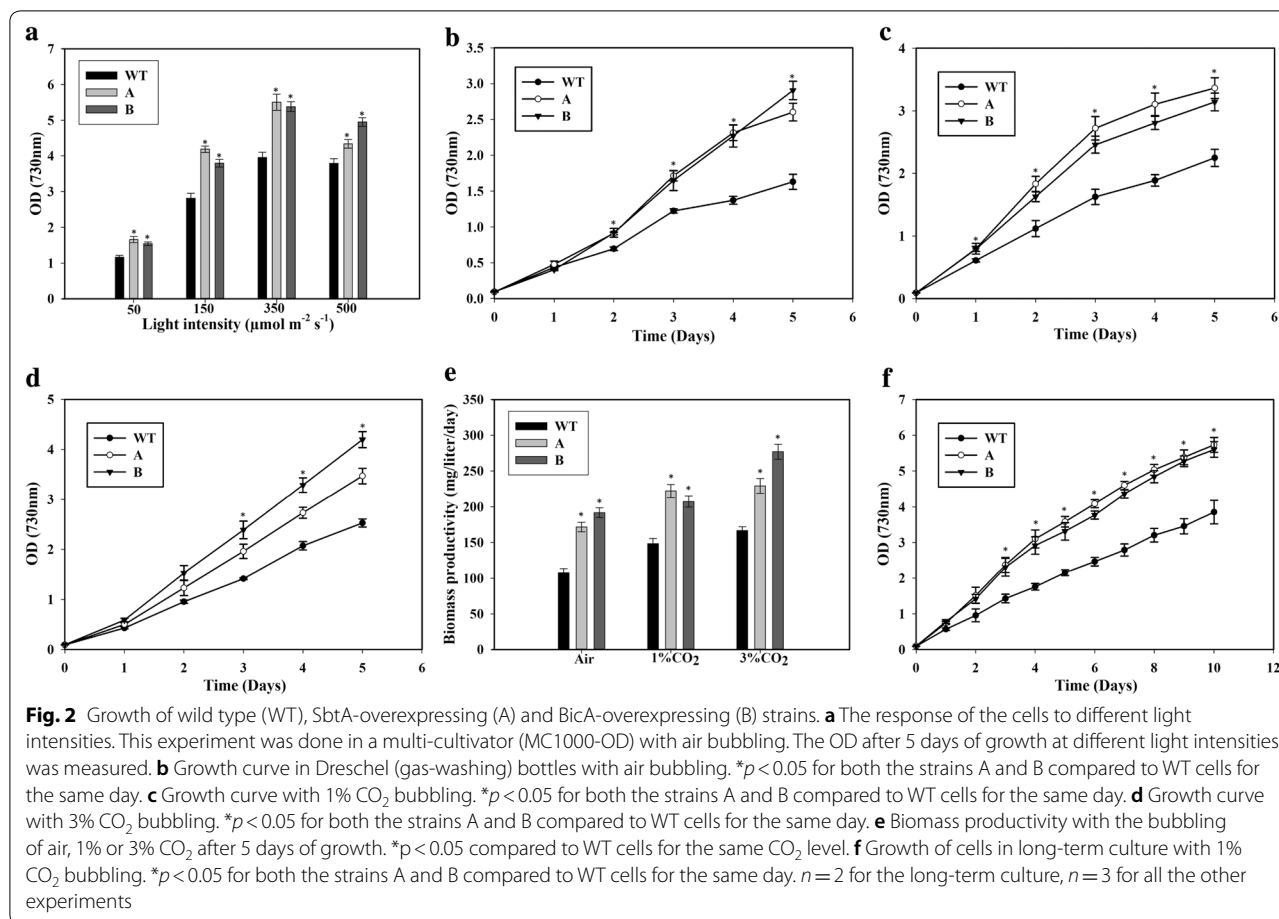 a
OD (730nm)
7
6
5
4
3
2
1
0
WT
A
B
* *
* *
* *
* *
50 150 350 500
Light intensity (µmol m⁻² s⁻¹)
b
OD (730nm)
3.5
3.0
2.5
2.0
1.5
1.0
0.5
0.0
WT
A
B
* * * *
0 1 2 3 4 5 6
Time (Days)
c
OD (730nm)
4
3
2
1
0
WT
A
B
* * * * *
0 1 2 3 4 5 6
Time (Days)
d
OD (730nm)
5
4
3
2
1
0
WT
A
B
* * *
0 1 2 3 4 5 6
Time (Days)
e
Biomass productivity (mg/liter/day)
350
300
250
200
150
100
50
0
WT
A
B
* *
* *
* *
Air 1%CO₂ 3%CO₂
f
OD (730nm)
7
6
5
4
3
2
1
0
WT
A
B
* * * * * * * *
0 2 4 6 8 10 12
Time (Days)
Fig. 2 Growth of wild type (WT), SbtA-overexpressing (A) and BicA-overexpressing (B) strains. a The response of the cells to different light
intensities. This experiment was done in a multi-cultivator (MC1000-OD) with air bubbling. The OD after 5 days of growth at different light intensities
was measured. b Growth curve in Dreschel (gas-washing) bottles with air bubbling. *p < 0.05 for both the strains A and B compared to WT cells for
the same day. c Growth curve with 1% CO₂ bubbling. *p < 0.05 for both the strains A and B compared to WT cells for the same day. d Growth curve
with 3% CO₂ bubbling. *p < 0.05 for both the strains A and B compared to WT cells for the same day. e Biomass productivity with the bubbling
of air, 1% or 3% CO₂ after 5 days of growth. *p < 0.05 compared to WT cells for the same CO₂ level. f Growth of cells in long-term culture with 1%
CO₂ bubbling. *p < 0.05 for both the strains A and B compared to WT cells for the same day. n = 2 for the long-term culture, n = 3 for all the other
experiments